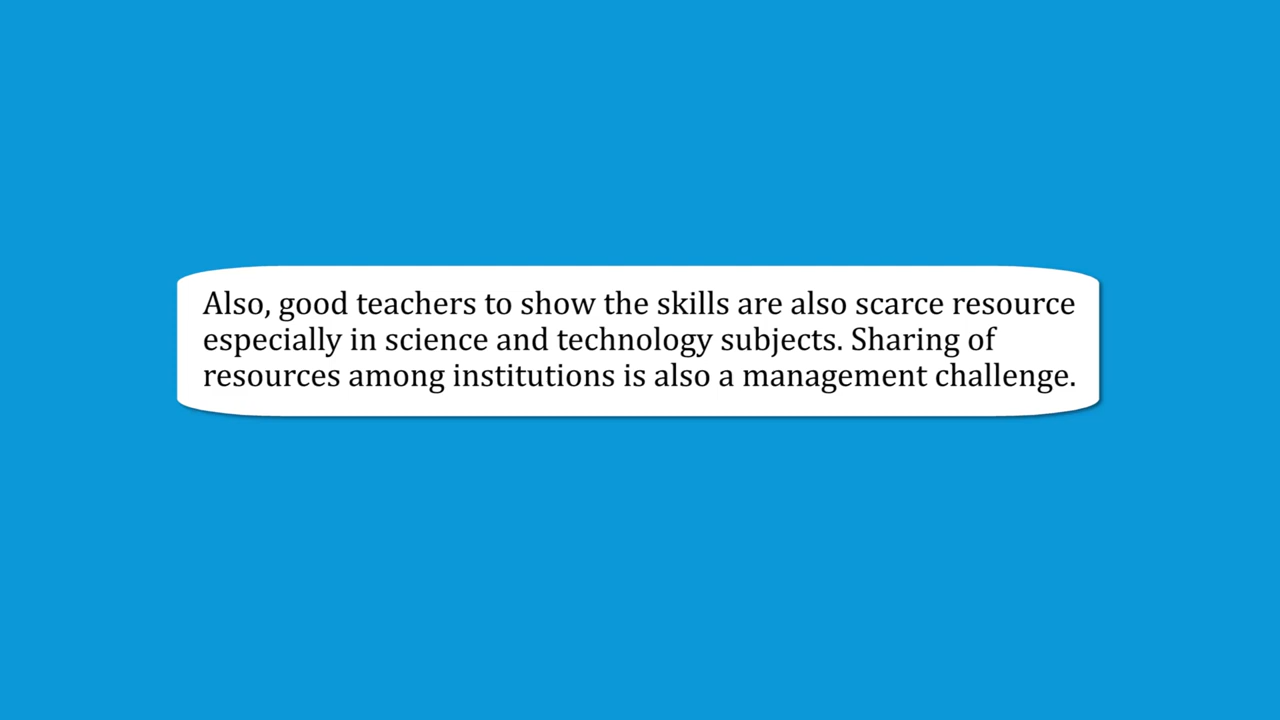 Also, good teachers to show the skills are also scarce resource
especially in science and technology subjects. Sharing of
resources among institutions is also a management challenge.